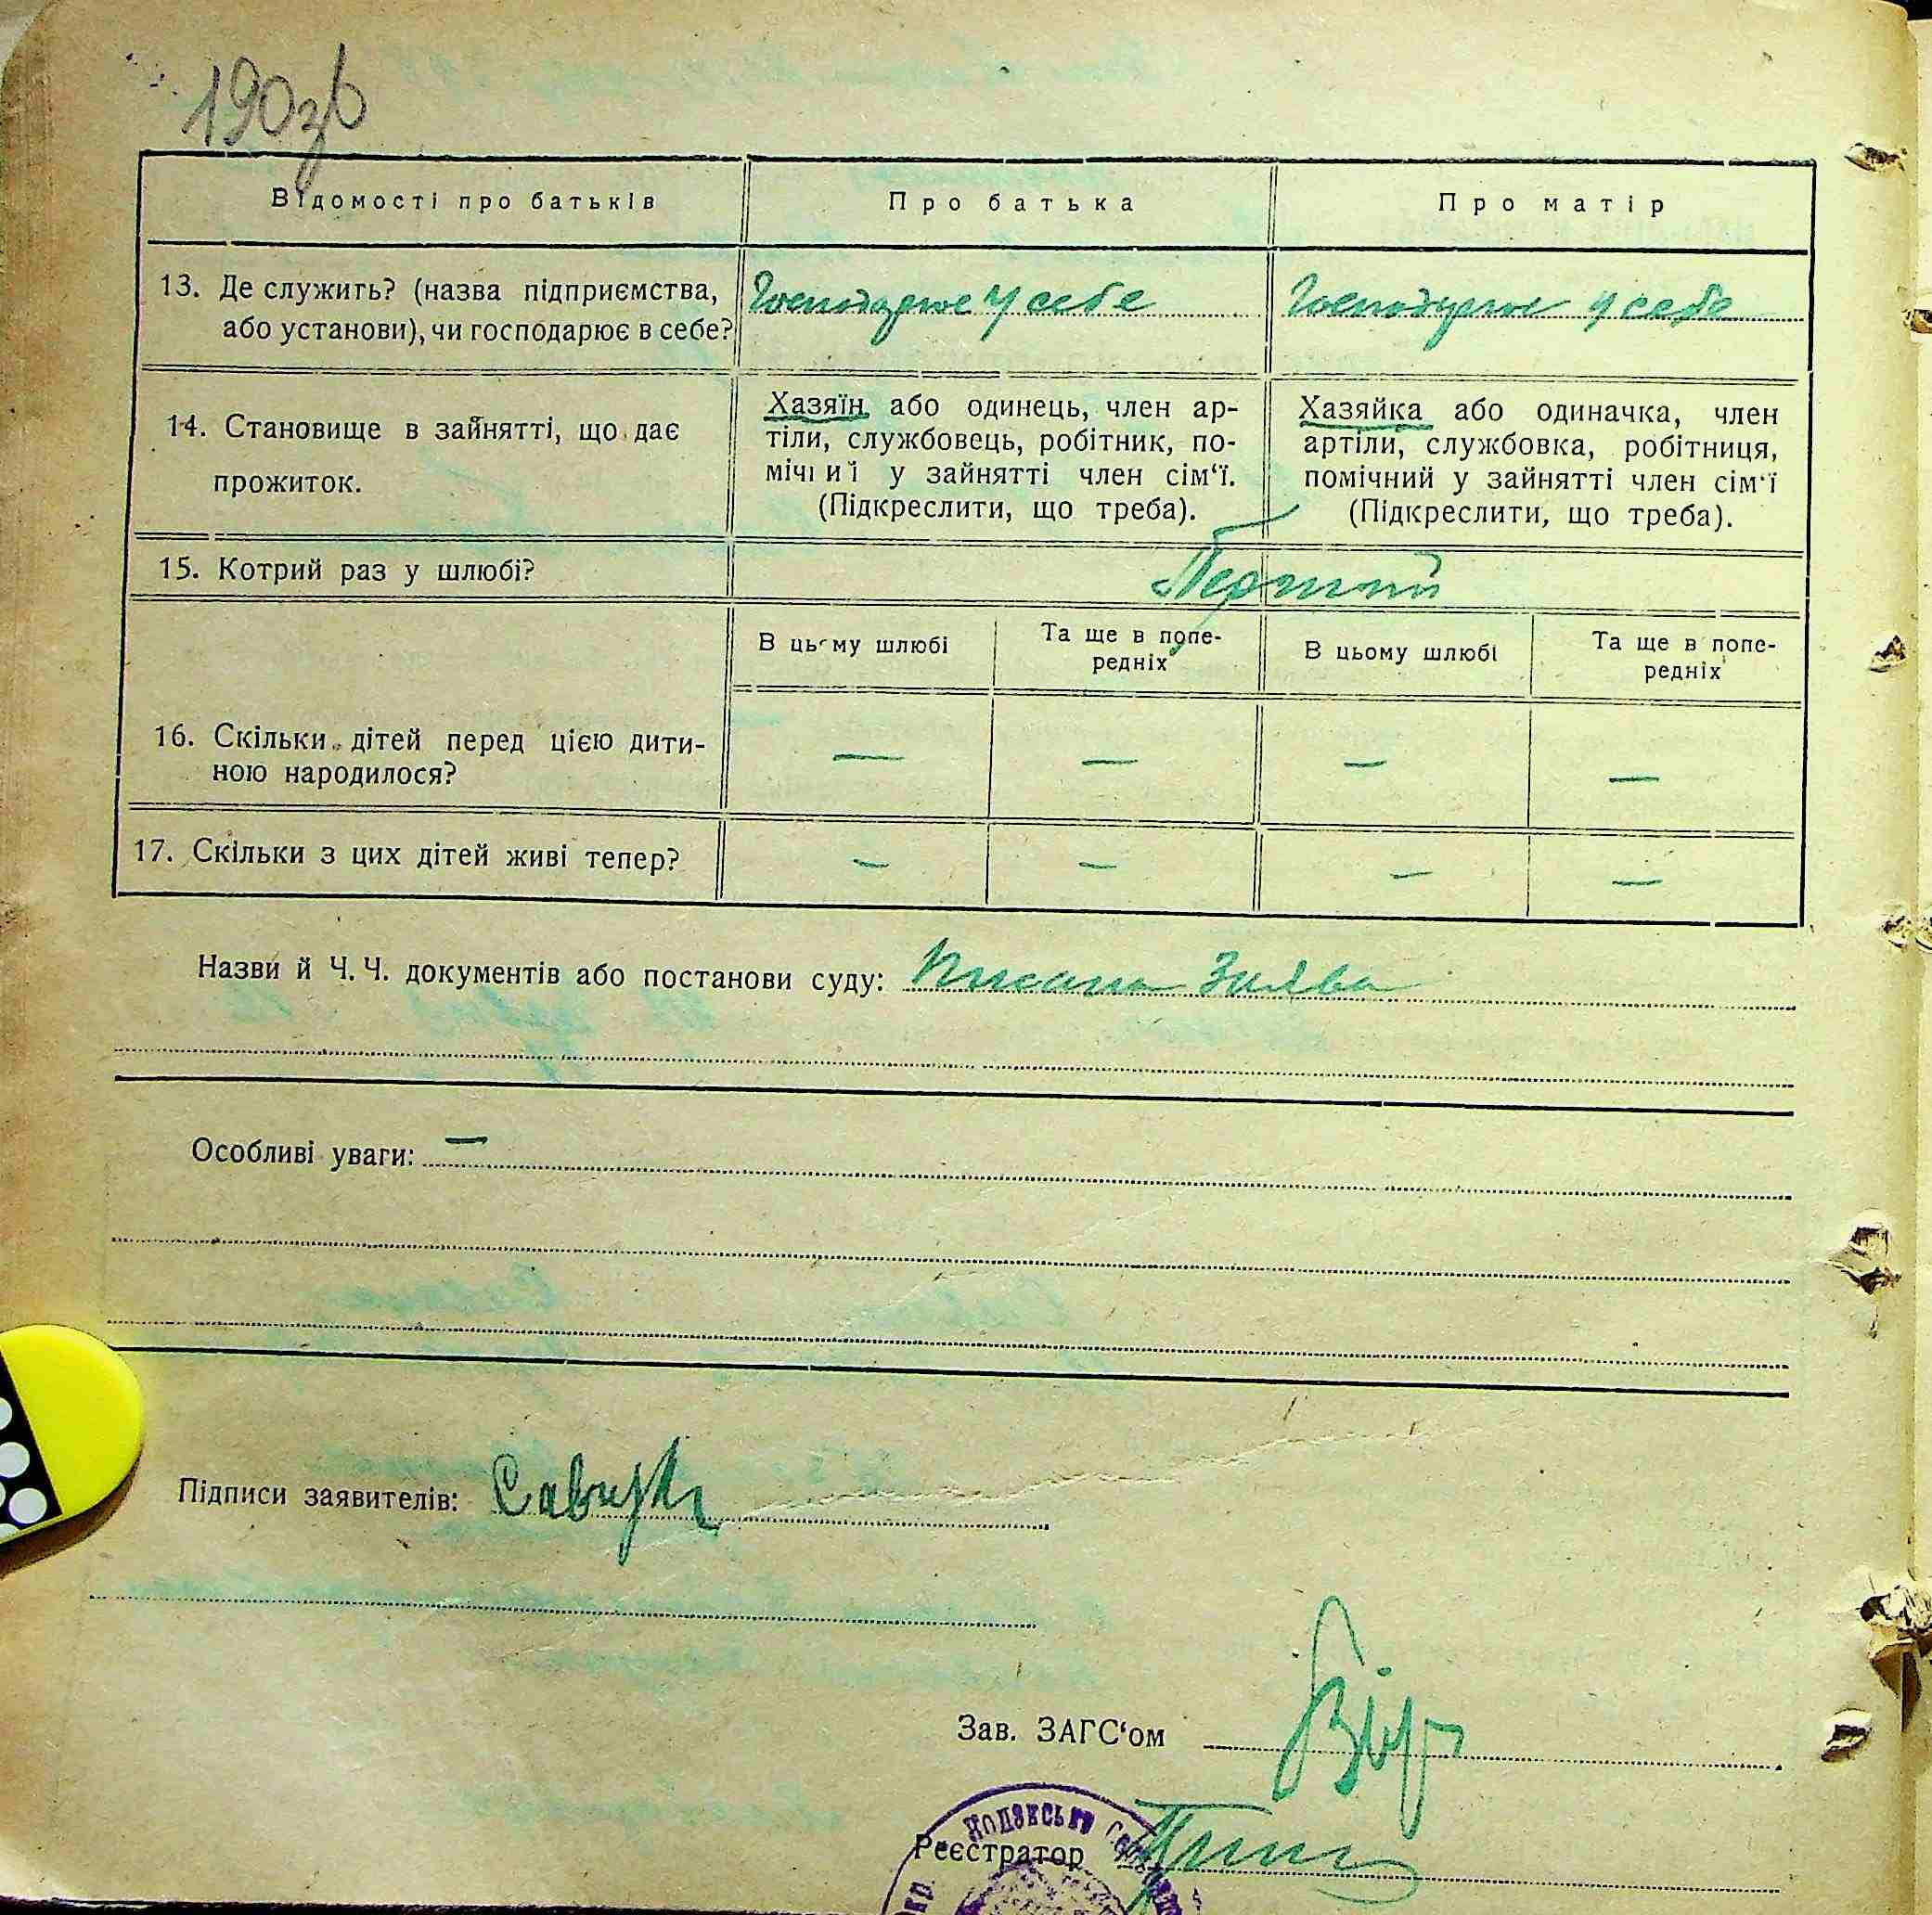 190зв
Відомості про батьків
Про батька
Про матір
13. Де служить? (назва підприємства,
або установи), чи господарює в себе?
Господарює у себе
Господарює у себе
14. Становище в зайнятті, що дає
прожиток.
Хазяїн або одинець, член ар-
тіли, службовець, робітник, по-
мічний у зайнятті член сім‘ї.
(Підкреслити, що треба).
Хазяйка або одиначка, член
артіли, службовка, робітниця,
помічний у зайнятті член сім‘ї
(Підкреслити, що треба).
15. Котрий раз у шлюбі?
Перший
В цьому шлюбі
Та ще в попе-
редніх
В цьому шлюбі
Та ще в попе-
редніх
16. Скільки дітей перед цією дити-
ною народилося?
— — — —
17. Скільки з цих дітей живі тепер?
— — — —
Назви й Ч. Ч. документів або постанови суду: Писана Заява
Особливі уваги: —
Підписи заявителів: Савчук
Зав. ЗАГС‘ом
Реєстратор